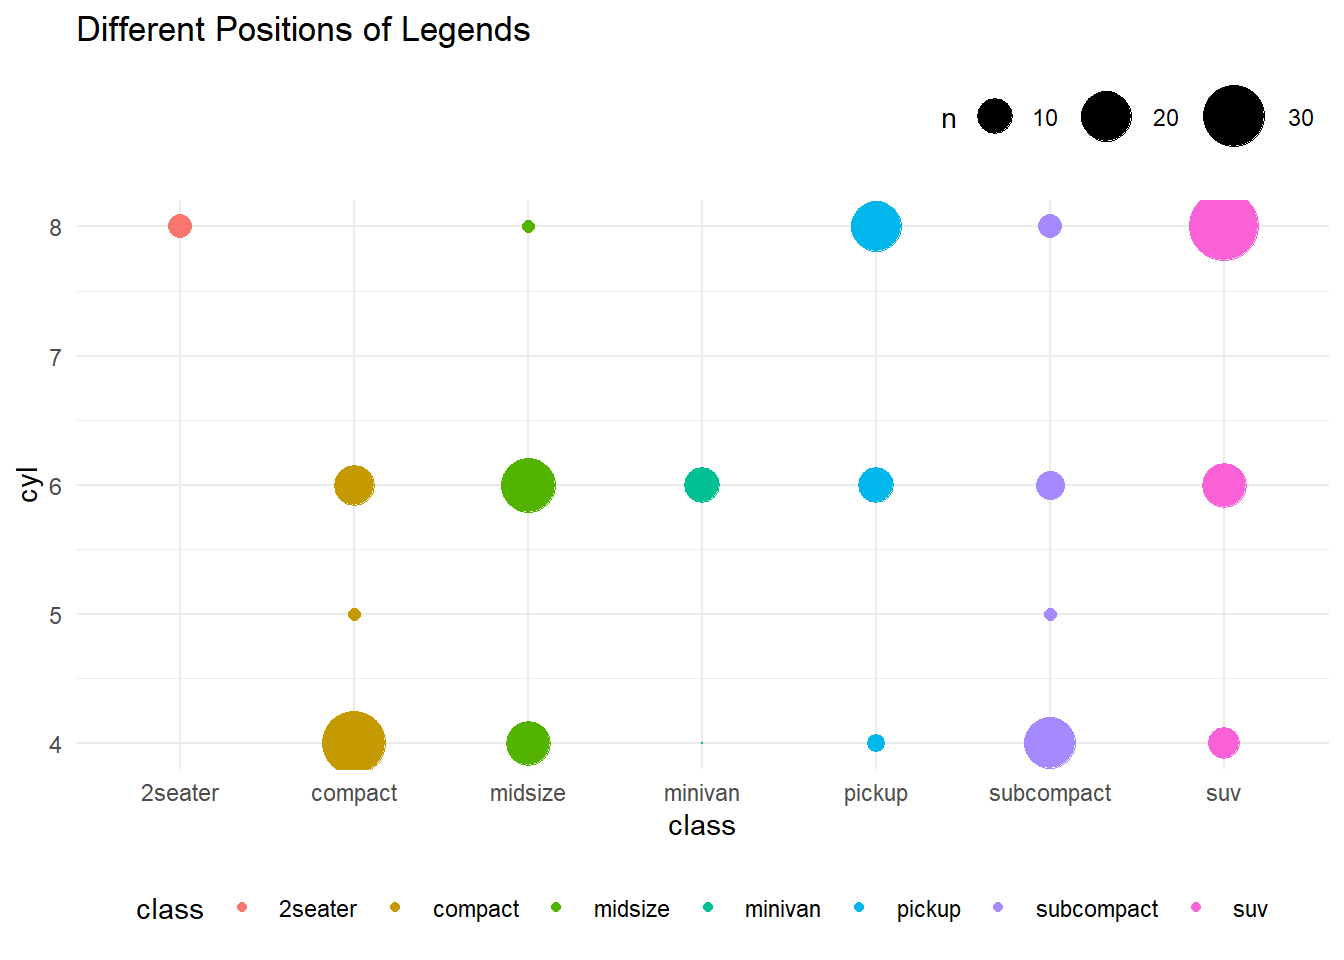 Different Positions of Legends
n 10 20 30
8
7
6
5
4
cyl
2seater compact midsize minivan pickup subcompact suv
class
class 2seater compact midsize minivan pickup subcompact suv